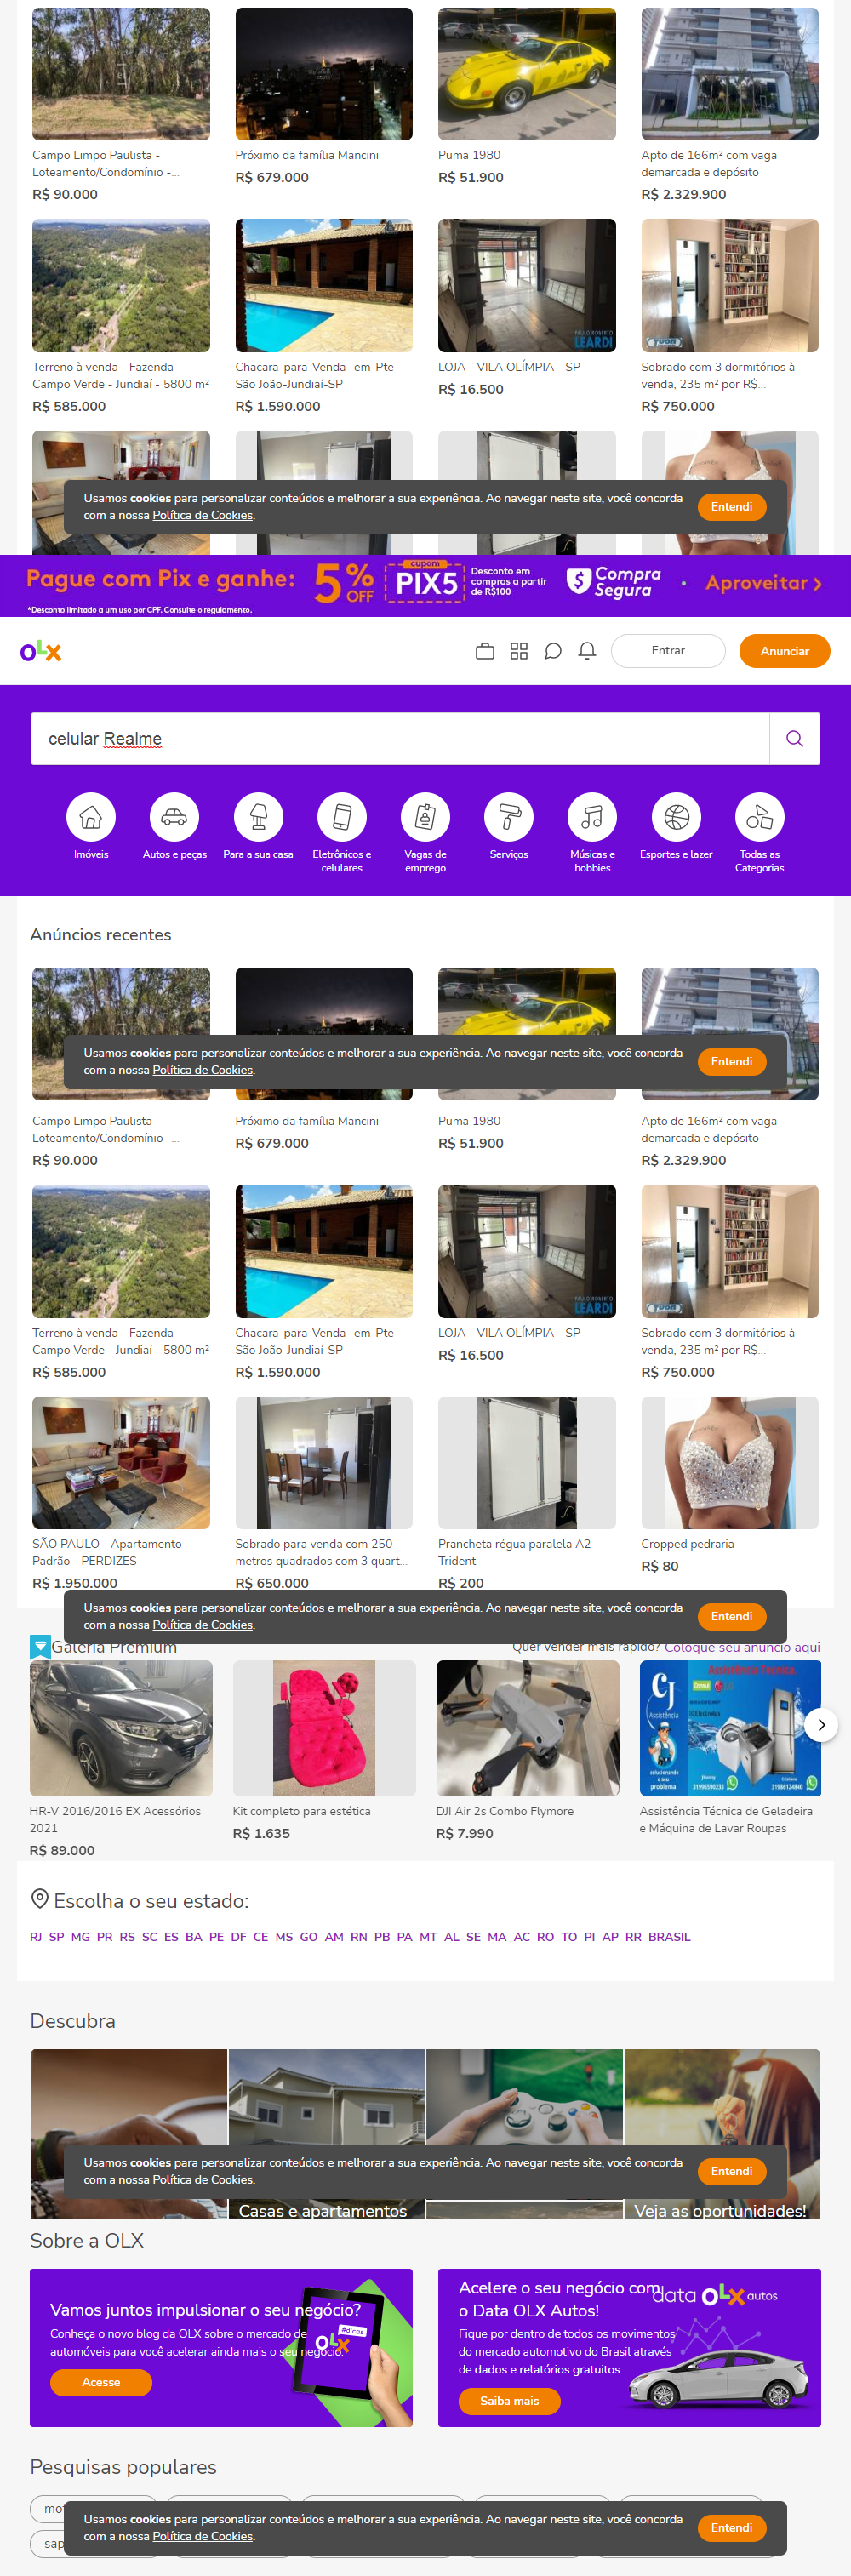 Campo Limpo Paulista -
Loteamento/Condomínio -...
R$ 90.000
Próximo da família Mancini
R$ 679.000
Puma 1980
R$ 51.900
Apto de 166m² com vaga
demarcada e depósito
R$ 2.329.900
PAULO ROBERTO
LEARDI
Terreno à venda - Fazenda
Campo Verde - Jundiaí - 5800 m²
R$ 585.000
Chacara-para-Venda- em-Pte
São João-Jundiaí-SP
R$ 1.590.000
LOJA - VILA OLÍMPIA - SP
R$ 16.500
Sobrado com 3 dormitórios à
venda, 235 m² por R$...
R$ 750.000
Usamos cookies para personalizar conteúdos e melhorar a sua experiência. Ao navegar neste site, você concorda
com a nossa Política de Cookies.
Entendi
Pague com Pix e ganhe:
5% OFF
cupom
PIX5
Desconto em
compras a partir
de R$100
Compra
Segura
Aproveitar
*Desconto limitado a um uso por CPF. Consulte o regulamento.
OLX
Entrar
Anunciar
celular Realme
Imóveis
Autos e peças
Para a sua casa
Eletrônicos e
celulares
Vagas de
emprego
Serviços
Músicas e
hobbies
Esportes e lazer
Todas as
Categorias
Anúncios recentes
Usamos cookies para personalizar conteúdos e melhorar a sua experiência. Ao navegar neste site, você concorda
com a nossa Política de Cookies.
Entendi
Campo Limpo Paulista -
Loteamento/Condomínio -...
R$ 90.000
Próximo da família Mancini
R$ 679.000
Puma 1980
R$ 51.900
Apto de 166m² com vaga
demarcada e depósito
R$ 2.329.900
PAULO ROBERTO
LEARDI
Terreno à venda - Fazenda
Campo Verde - Jundiaí - 5800 m²
R$ 585.000
Chacara-para-Venda- em-Pte
São João-Jundiaí-SP
R$ 1.590.000
LOJA - VILA OLÍMPIA - SP
R$ 16.500
Sobrado com 3 dormitórios à
venda, 235 m² por R$...
R$ 750.000
SÃO PAULO - Apartamento
Padrão - PERDIZES
R$ 1.950.000
Sobrado para venda com 250
metros quadrados com 3 quart...
R$ 650.000
Prancheta régua paralela A2
Trident
R$ 200
Cropped pedraria
R$ 80
Usamos cookies para personalizar conteúdos e melhorar a sua experiência. Ao navegar neste site, você concorda
com a nossa Política de Cookies.
Entendi
Galeria Premium
Quer vender mais rápido? Coloque seu anúncio aqui
Assistência Técnica
CJ
Assistência
Consul
LG
Electrolux
solucionando
o seu
problema
HR-V 2016/2016 EX Acessórios
2021
R$ 89.000
Kit completo para estética
R$ 1.635
DJI Air 2s Combo Flymore
R$ 7.990
Assistência Técnica de Geladeira
e Máquina de Lavar Roupas
Escolha o seu estado:
RJ SP MG PR RS SC ES BA PE DF CE MS GO AM RN PB PA MT AL SE MA AC RO TO PI AP RR BRASIL
Descubra
Usamos cookies para personalizar conteúdos e melhorar a sua experiência. Ao navegar neste site, você concorda
com a nossa Política de Cookies.
Entendi
Casas e apartamentos
Veja as oportunidades!
Sobre a OLX
Vamos juntos impulsionar o seu negócio?
Conheça o novo blog da OLX sobre o mercado de
automóveis para você acelerar ainda mais o seu negócio.
Acesse
#dicas
OLX
Acelere o seu negócio com
o Data OLX Autos!
data OLX autos
Fique por dentro de todos os movimentos
do mercado automotivo do Brasil através
de dados e relatórios gratuitos.
Saiba mais
Pesquisas populares
Usamos cookies para personalizar conteúdos e melhorar a sua experiência. Ao navegar neste site, você concorda
com a nossa Política de Cookies.
Entendi